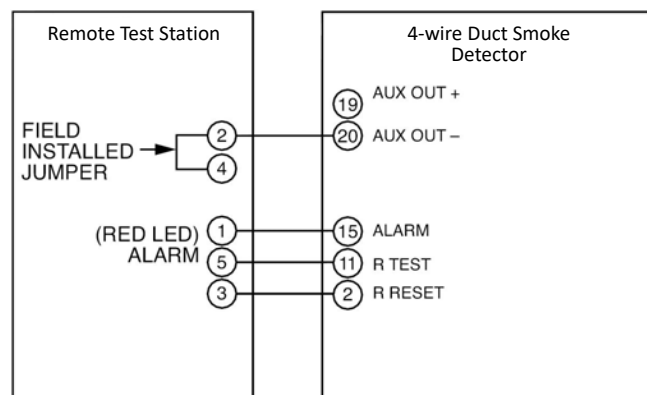 Remote Test Station
4-wire Duct Smoke
Detector
19 AUX OUT +
FIELD
INSTALLED
JUMPER
2
20 AUX OUT –
4
(RED LED)
ALARM
1
15 ALARM
5
11 R TEST
3
2 R RESET